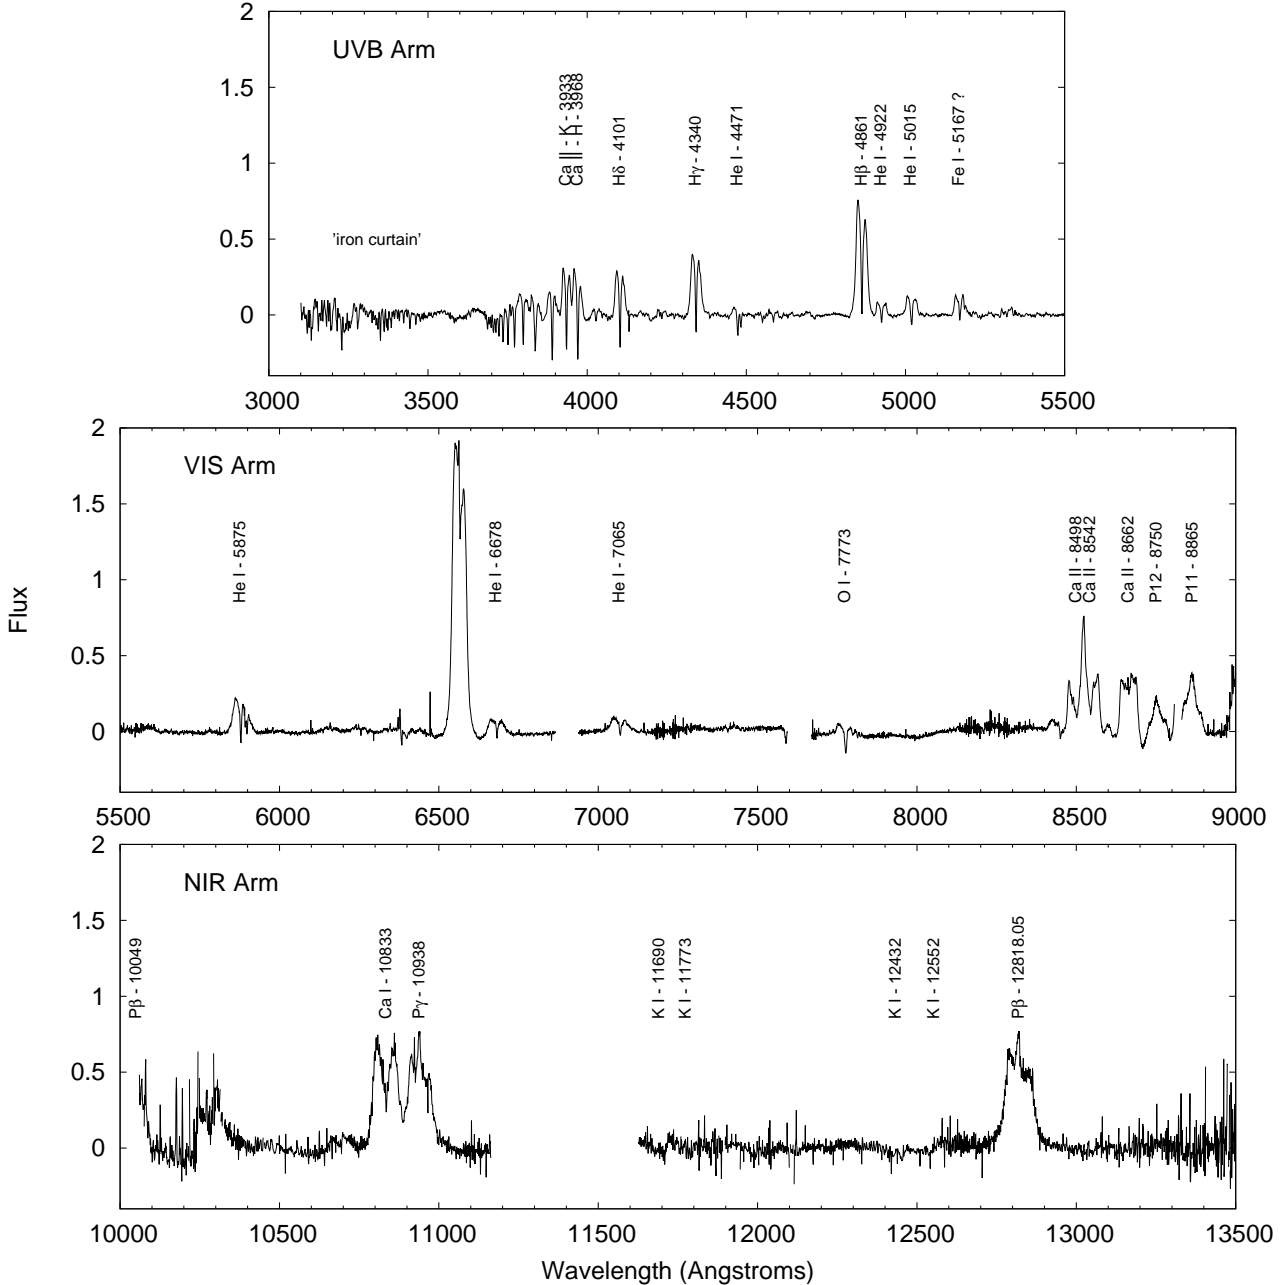 UVB Arm
2
1.5
1
0.5
0
Ca II - K - 3933
Ca II - H - 3968
Hδ - 4101
Hγ - 4340
He I - 4471
Hβ - 4861
He I - 4922
He I - 5015
Fe I - 5167 ?
'iron curtain'
3000 3500 4000 4500 5000 5500
VIS Arm
2
1.5
1
0.5
0
He I - 5875
He I - 6678
He I - 7065
O I - 7773
Ca II - 8498
Ca II - 8542
Ca II - 8662
P12 - 8750
P11 - 8865
Flux
5500 6000 6500 7000 7500 8000 8500 9000
NIR Arm
2
1.5
1
0.5
0
Pβ - 10049
Ca I - 10833
Pγ - 10938
K I - 11690
K I - 11773
K I - 12432
K I - 12552
Pβ - 12818.05
10000 10500 11000 11500 12000 12500 13000 13500
Wavelength (Angstroms)